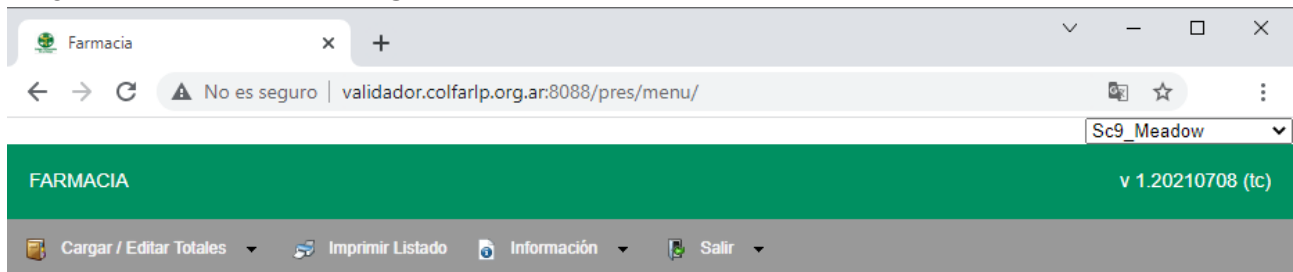 Farmacia
No es seguro validador.colfarlp.org.ar:8088/pres/menu/
Sc9_Meadow
FARMACIA v 1.20210708 (tc)
Cargar / Editar Totales Imprimir Listado Información Salir